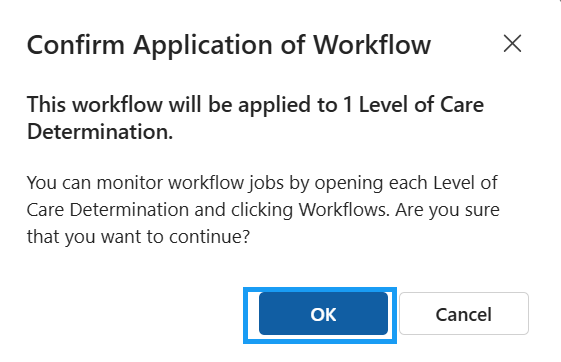 Confirm Application of Workflow
This workflow will be applied to 1 Level of Care
Determination.
You can monitor workflow jobs by opening each Level of
Care Determination and clicking Workflows. Are you sure
that you want to continue?
OK Cancel